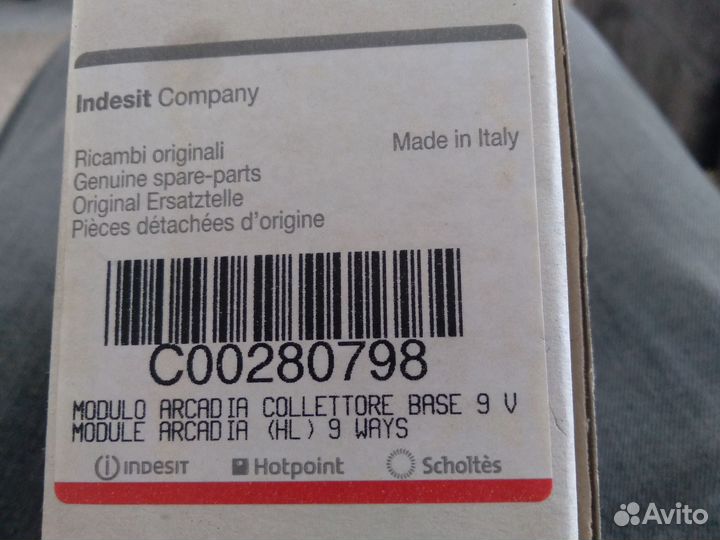 Indesit Company
Ricambi originali
Made in Italy
Genuine spare-parts
Original Ersatztelle
Pièces détachées d'origine
C00280798
MODULO ARCADIA COLLETTORE BASE 9 V
MODULE ARCADIA (HL) 9 WAYS
INDESIT Hotpoint Scholtès
Avito